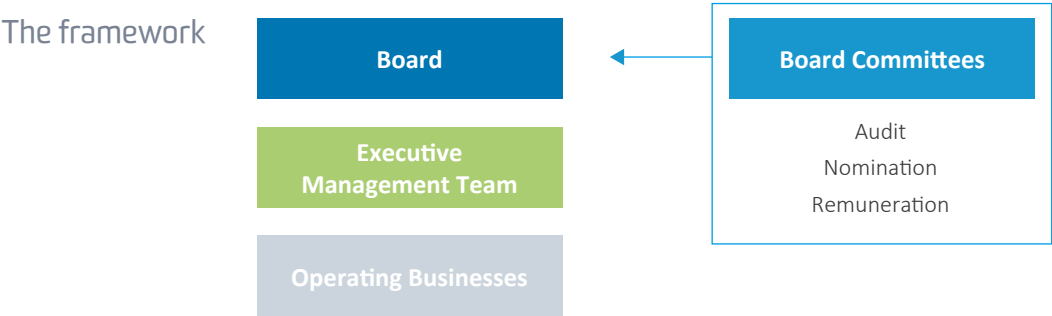 The framework
Board
Board Committees
Audit
Nomination
Remuneration
Executive
Management Team
Operating Businesses